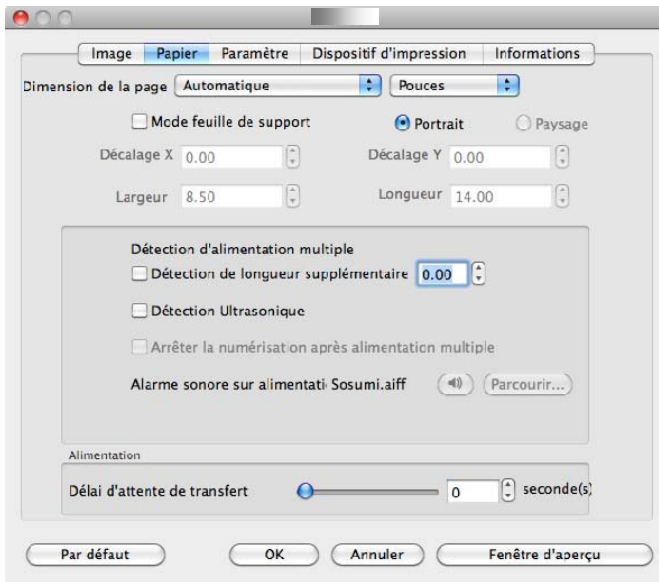 Image Papier Paramètre Dispositif d'impression Informations
Dimension de la page Automatique Pouces
Mode feuille de support Portrait Paysage
Décalage X 0.00 Décalage Y 0.00
Largeur 8.50 Longueur 14.00
Détection d'alimentation multiple
Détection de longueur supplémentaire 0.00
Détection Ultrasonique
Arrêter la numérisation après alimentation multiple
Alarme sonore sur alimentati Sosumi.aiff Parcourir...
Alimentation
Délai d'attente de transfert 0 seconde(s)
Par défaut OK Annuler Fenêtre d'aperçu